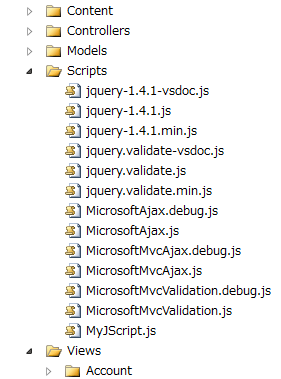 Content
Controllers
Models
Scripts
jquery-1.4.1-vsdoc.js
jquery-1.4.1.js
jquery-1.4.1.min.js
jquery.validate-vsdoc.js
jquery.validate.js
jquery.validate.min.js
MicrosoftAjax.debug.js
MicrosoftAjax.js
MicrosoftMvcAjax.debug.js
MicrosoftMvcAjax.js
MicrosoftMvcValidation.debug.js
MicrosoftMvcValidation.js
MyJScript.js
Views
Account